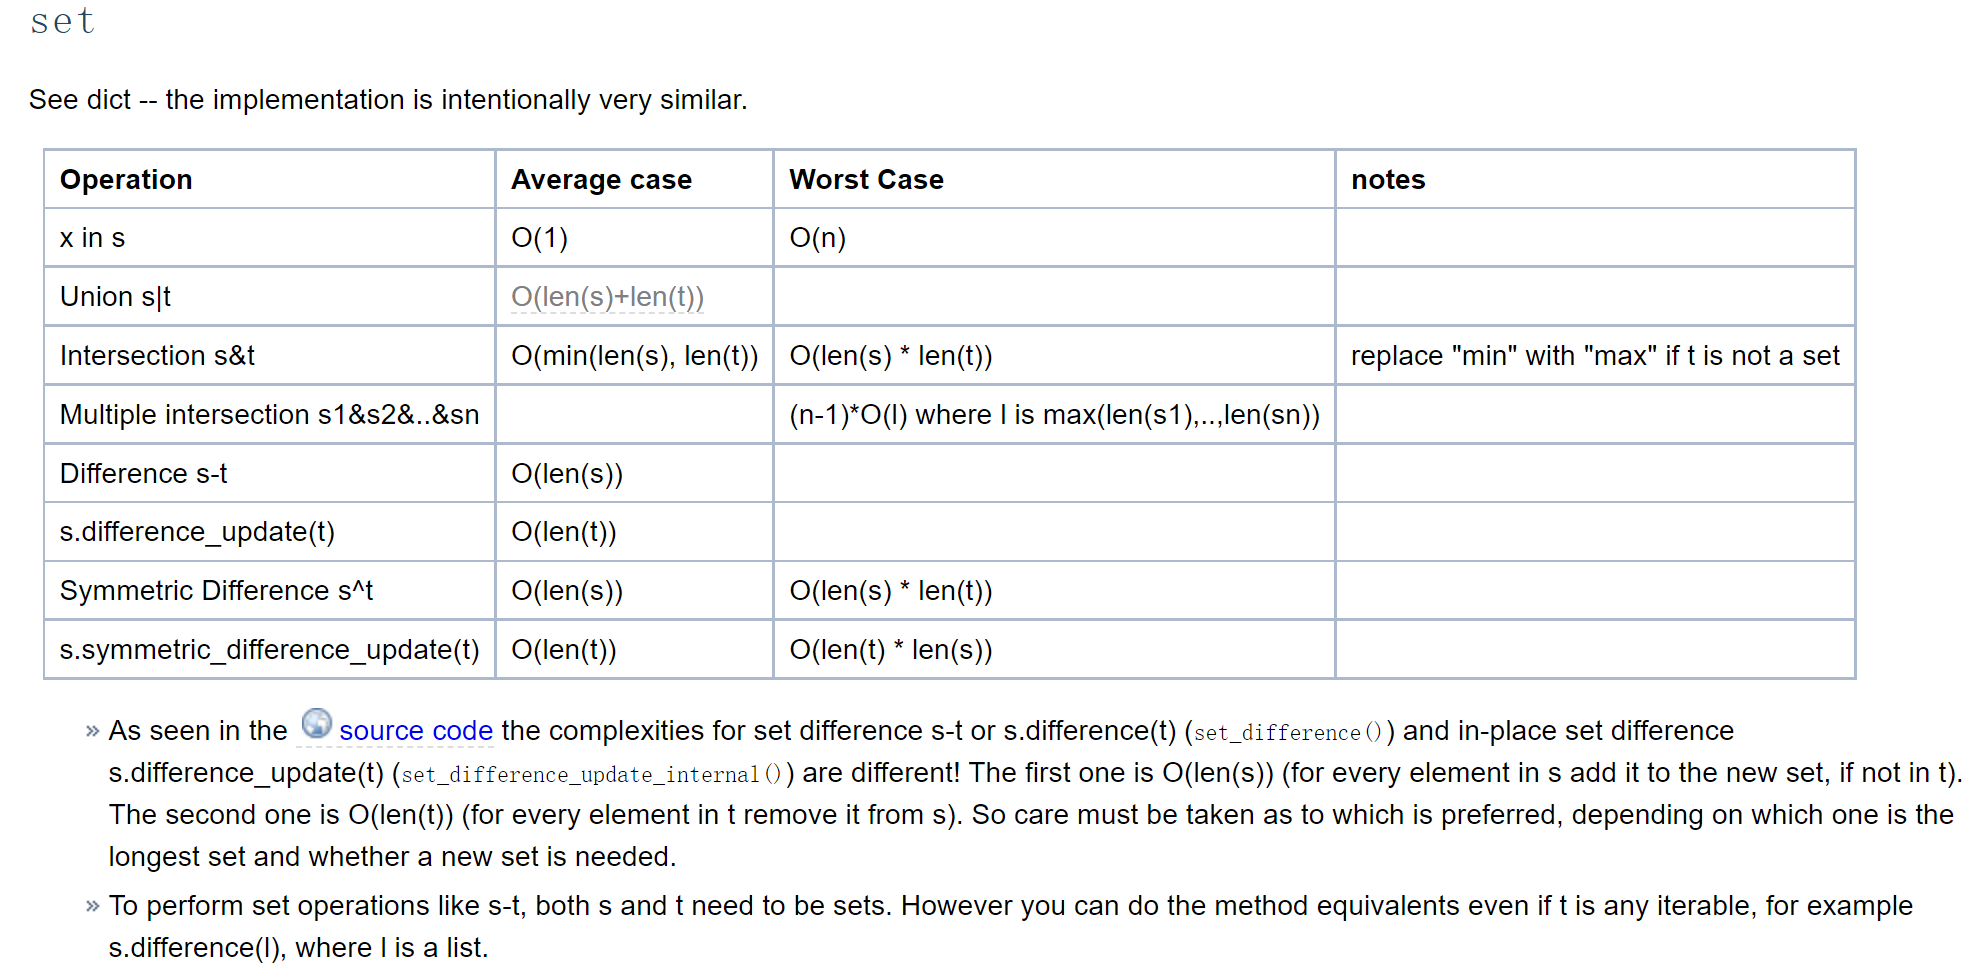 set
See dict -- the implementation is intentionally very similar.
Operation Average case Worst Case notes
x in s O(1) O(n)
Union s|t O(len(s)+len(t))
Intersection s&t O(min(len(s), len(t)) O(len(s) * len(t)) replace "min" with "max" if t is not a set
Multiple intersection s1&s2&..&sn (n-1)*O(l) where l is max(len(s1),..,len(sn))
Difference s-t O(len(s))
s.difference_update(t) O(len(t))
Symmetric Difference s^t O(len(s)) O(len(s) * len(t))
s.symmetric_difference_update(t) O(len(t)) O(len(t) * len(s))
» As seen in the source code the complexities for set difference s-t or s.difference(t) (set_difference()) and in-place set difference
s.difference_update(t) (set_difference_update_internal()) are different! The first one is O(len(s)) (for every element in s add it to the new set, if not in t).
The second one is O(len(t)) (for every element in t remove it from s). So care must be taken as to which is preferred, depending on which one is the
longest set and whether a new set is needed.
» To perform set operations like s-t, both s and t need to be sets. However you can do the method equivalents even if t is any iterable, for example
s.difference(l), where l is a list.